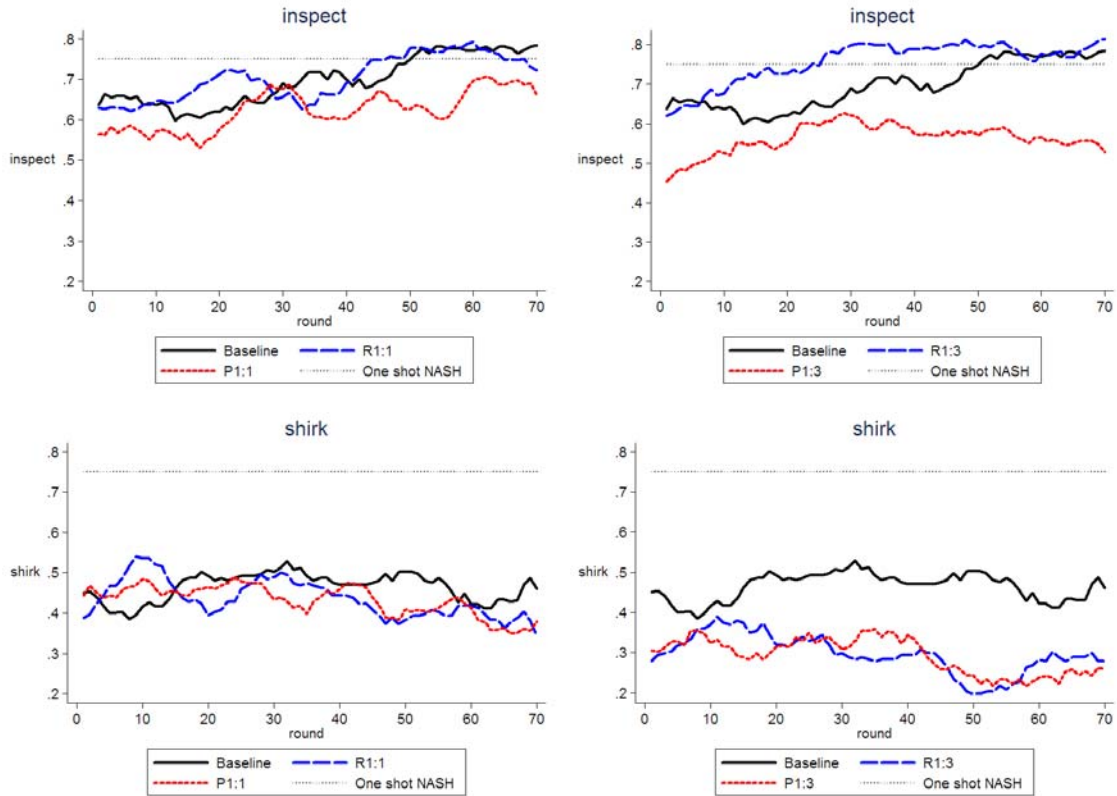 inspect
.8
.7
.6
inspect .5
.4
.3
.2
0 10 20 30 40 50 60 70
round
Baseline R1:1
P1:1 One shot NASH
inspect
.8
.7
.6
inspect .5
.4
.3
.2
0 10 20 30 40 50 60 70
round
Baseline R1:3
P1:3 One shot NASH
shirk
.8
.7
.6
shirk .5
.4
.3
.2
0 10 20 30 40 50 60 70
round
Baseline R1:1
P1:1 One shot NASH
shirk
.8
.7
.6
shirk .5
.4
.3
.2
0 10 20 30 40 50 60 70
round
Baseline R1:3
P1:3 One shot NASH